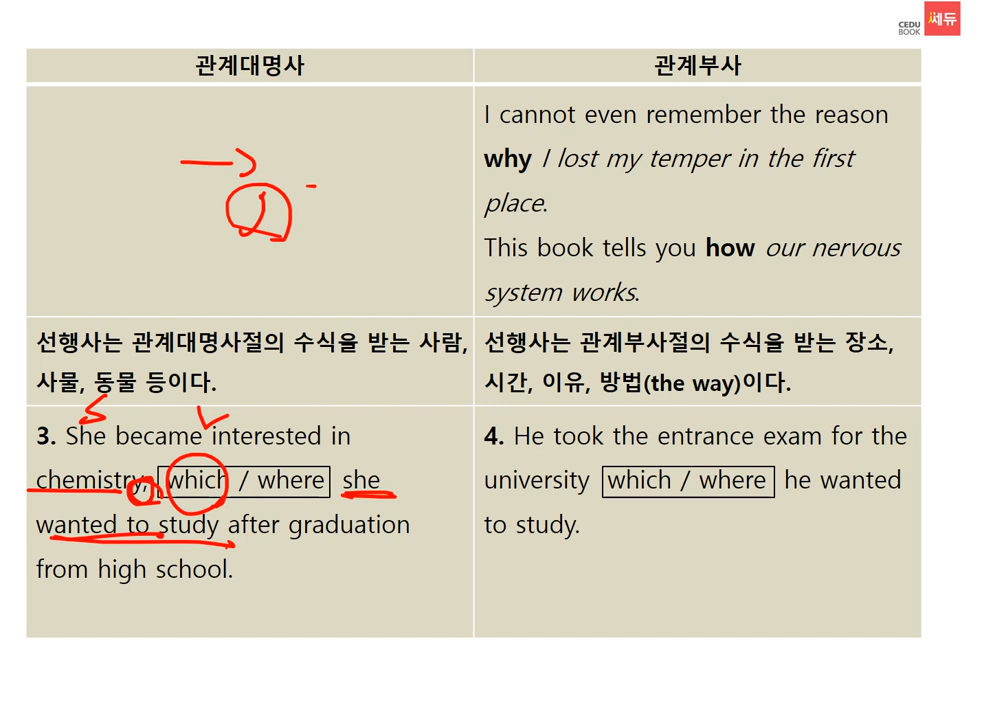 CEDU
BOOK
쎄듀
관계대명사
관계부사
I cannot even remember the reason
why I lost my temper in the first
place.
This book tells you how our nervous
system works.
선행사는 관계대명사절의 수식을 받는 사람,
사물, 동물 등이다.
선행사는 관계부사절의 수식을 받는 장소,
시간, 이유, 방법(the way)이다.
3. She became interested in
chemistry, which / where she
wanted to study after graduation
from high school.
4. He took the entrance exam for the
university which / where he wanted
to study.